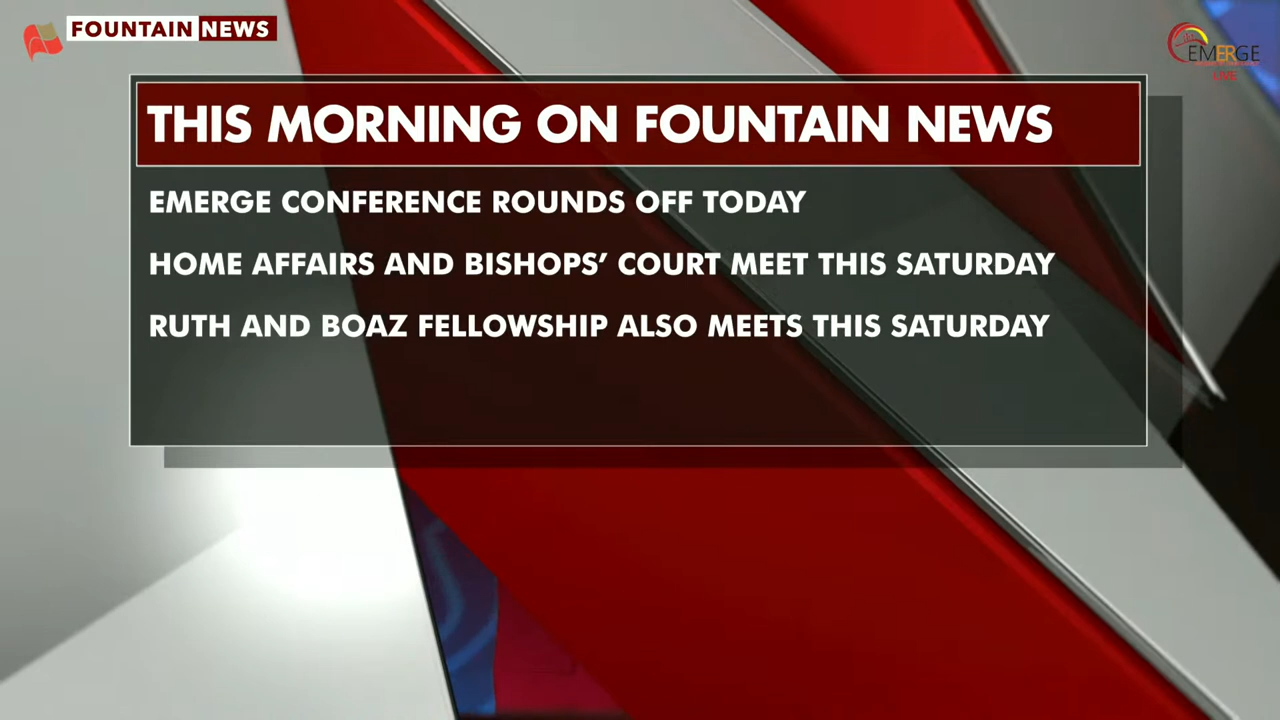 FOUNTAIN NEWS
EMERGE
LIVE
THIS MORNING ON FOUNTAIN NEWS
EMERGE CONFERENCE ROUNDS OFF TODAY
HOME AFFAIRS AND BISHOPS’ COURT MEET THIS SATURDAY
RUTH AND BOAZ FELLOWSHIP ALSO MEETS THIS SATURDAY